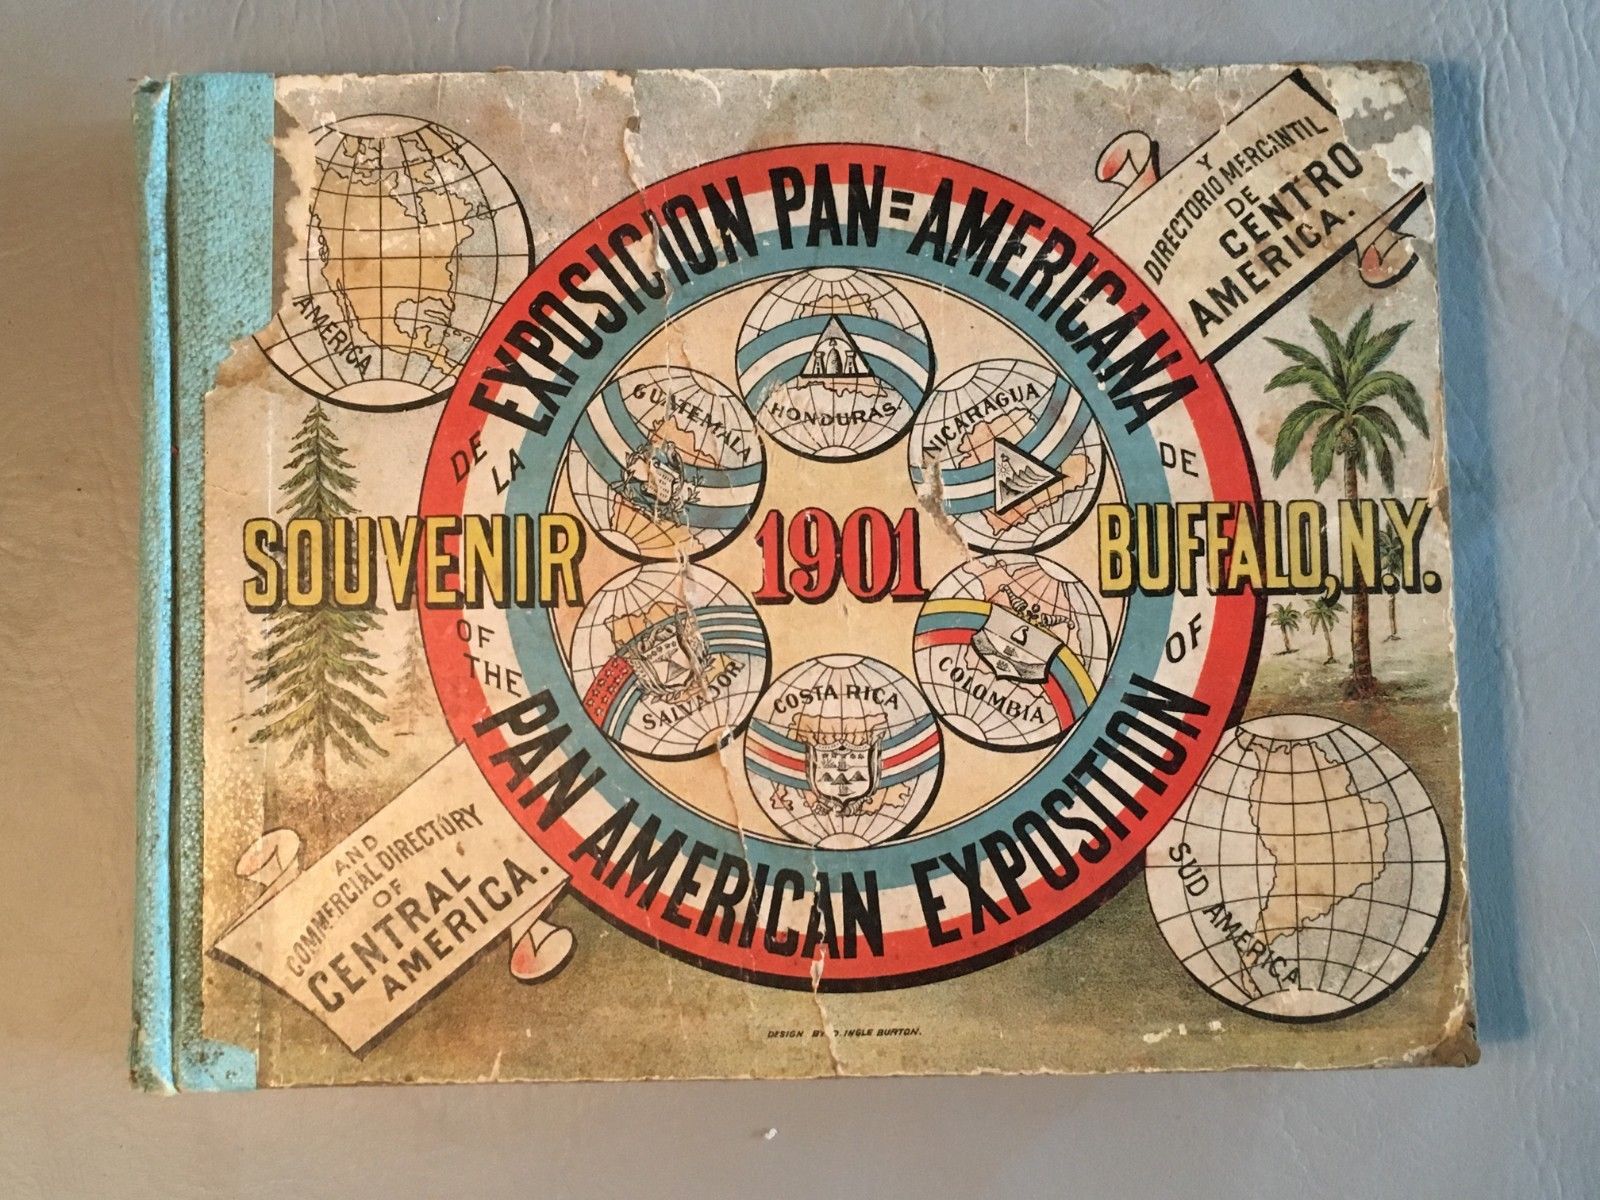 AMERICA
Y
DIRECTORIO MERCANTIL
DE
CENTRO
AMERICA.
DE
LA
EXPOSICION PAN=AMERICANA
DE
GUATEMALA
HONDURAS
NICARAGUA
SOUVENIR
1901
BUFFALO, N.Y.
SALVADOR
COSTA RICA
COLOMBIA
OF
THE
PAN AMERICAN EXPOSITION
OF
AND
COMMERCIAL DIRECTORY
OF
CENTRAL
AMERICA.
SUD AMERICA
DESIGN BY D. INGLE BURTON.